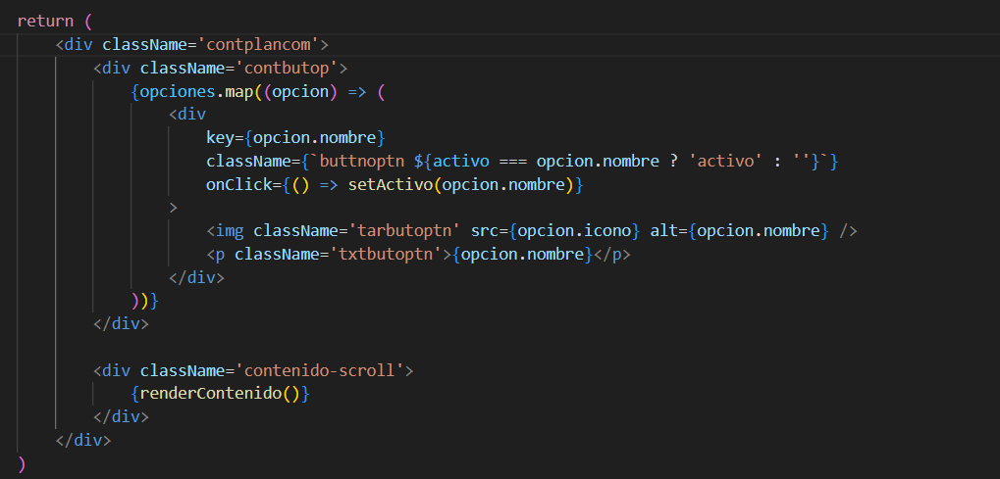 return (
    <div className='contplancom'>
        <div className='contbutop'>
            {opciones.map((opcion) => (
                <div
                    key={opcion.nombre}
                    className={`buttnoptn ${activo === opcion.nombre ? 'activo' : ''}`}
                    onClick={() => setActivo(opcion.nombre)}
                >
                    <img className='tarbutoptn' src={opcion.icono} alt={opcion.nombre} />
                    <p className='txtbutoptn'>{opcion.nombre}</p>
                </div>
            ))}
        </div>

        <div className='contenido-scroll'>
            {renderContenido()}
        </div>
    </div>
)